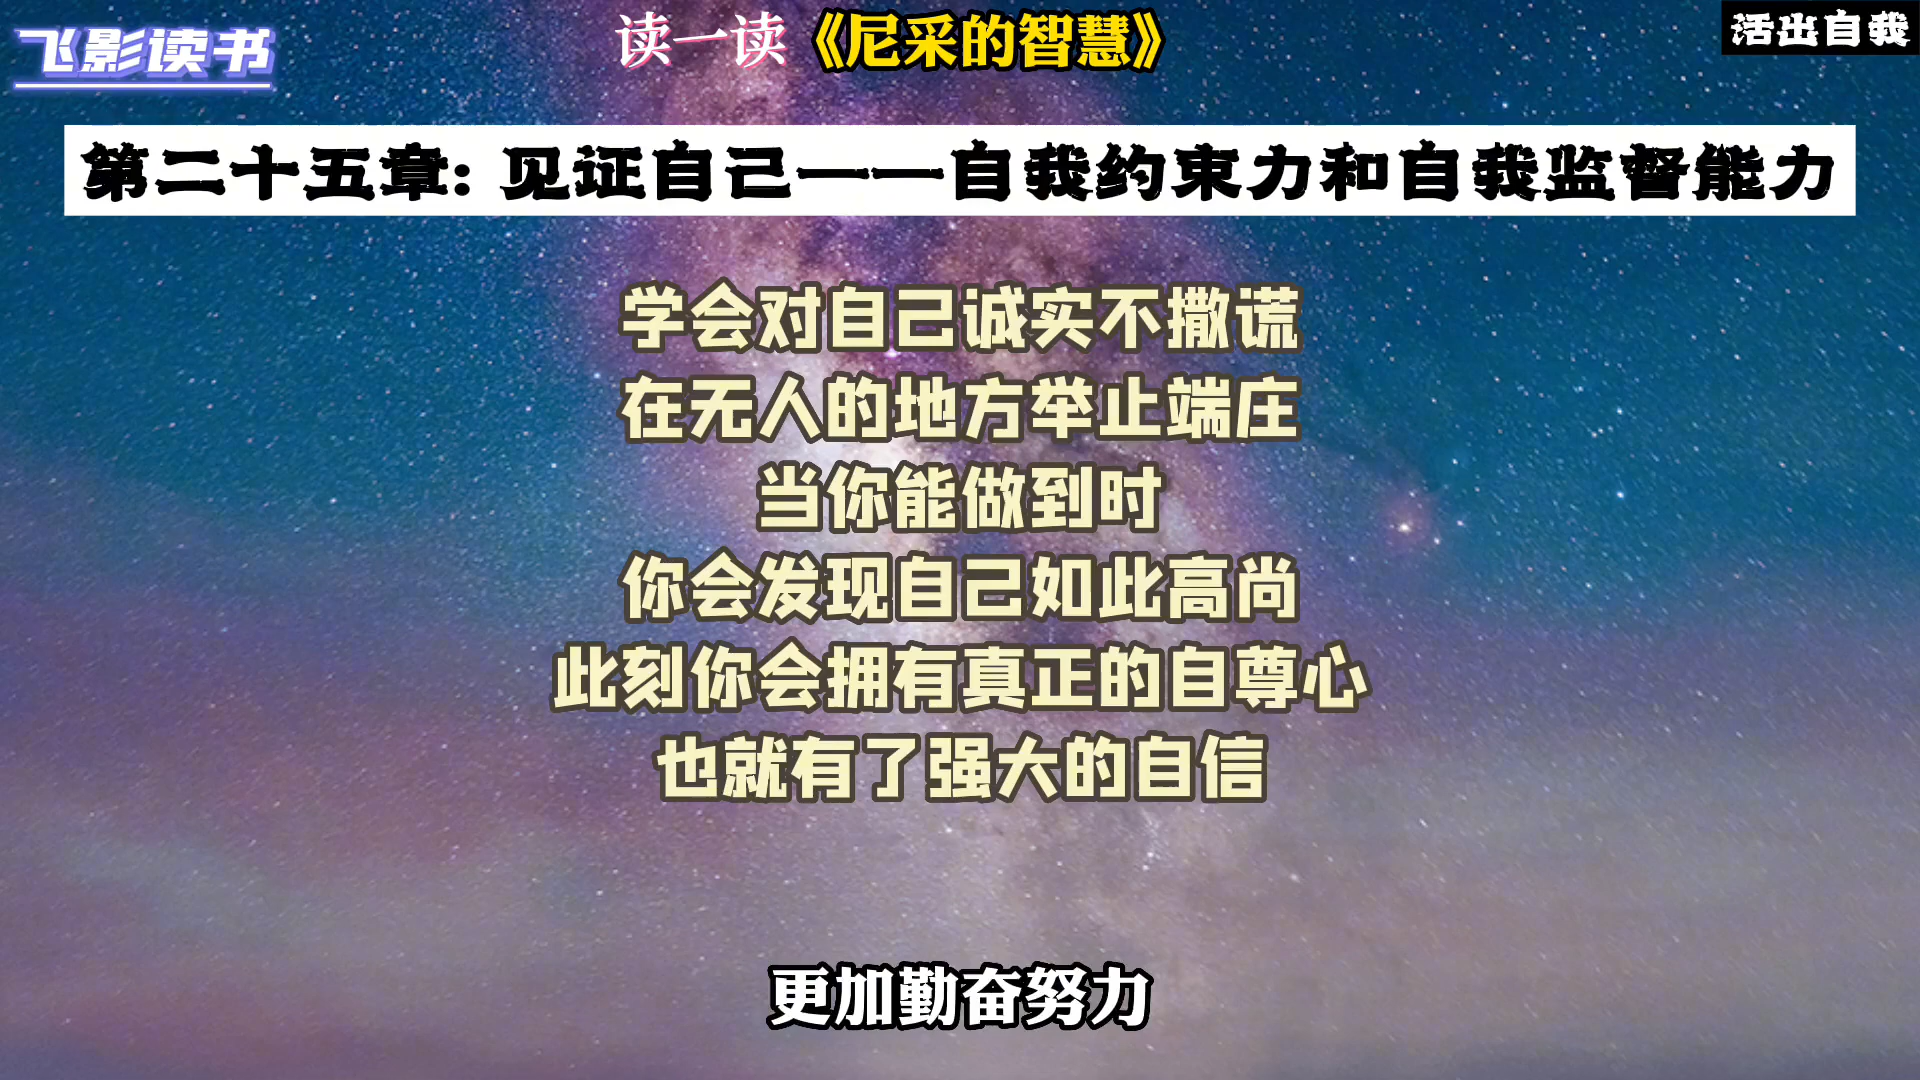 飞影读书
读一读《尼采的智慧》
活出自我
第二十五章:见证自己——自我约束力和自我监督能力
学会对自己诚实不撒谎
在无人的地方举止端庄
当你能做到时
你会发现自己如此高尚
此刻你会拥有真正的自尊心
也就有了强大的自信
更加勤奋努力